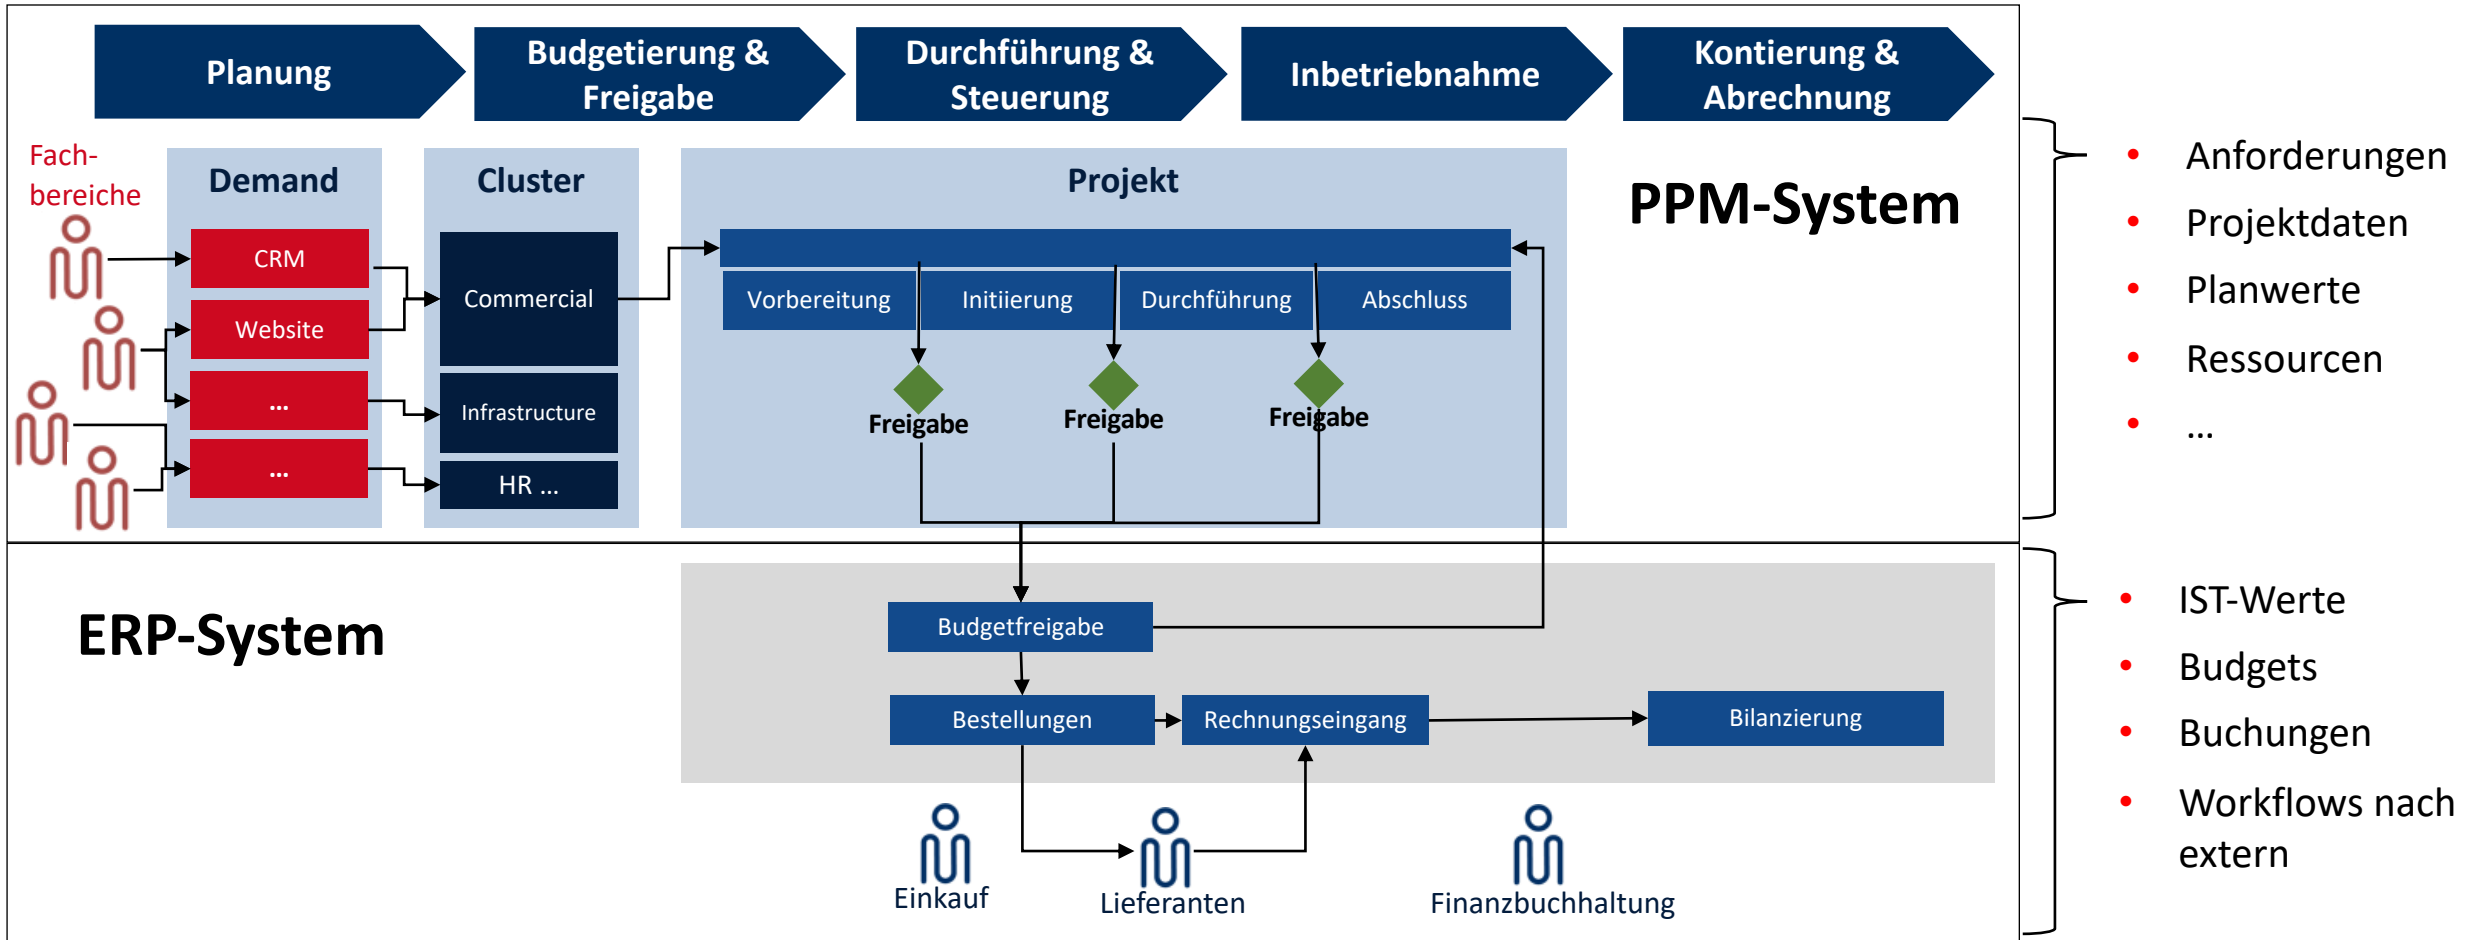 Planung
Budgetierung &
Freigabe
Durchführung &
Steuerung
Inbetriebnahme
Kontierung &
Abrechnung
Fach-
bereiche
Demand
CRM
Website
...
...
Cluster
Commercial
Infrastructure
HR ...
Projekt
Vorbereitung
Initiierung
Durchführung
Abschluss
Freigabe
Freigabe
Freigabe
PPM-System
• Anforderungen
• Projektdaten
• Planwerte
• Ressourcen
• ...
ERP-System
Budgetfreigabe
Bestellungen
Rechnungseingang
Bilanzierung
Einkauf
Lieferanten
Finanzbuchhaltung
• IST-Werte
• Budgets
• Buchungen
• Workflows nach
extern